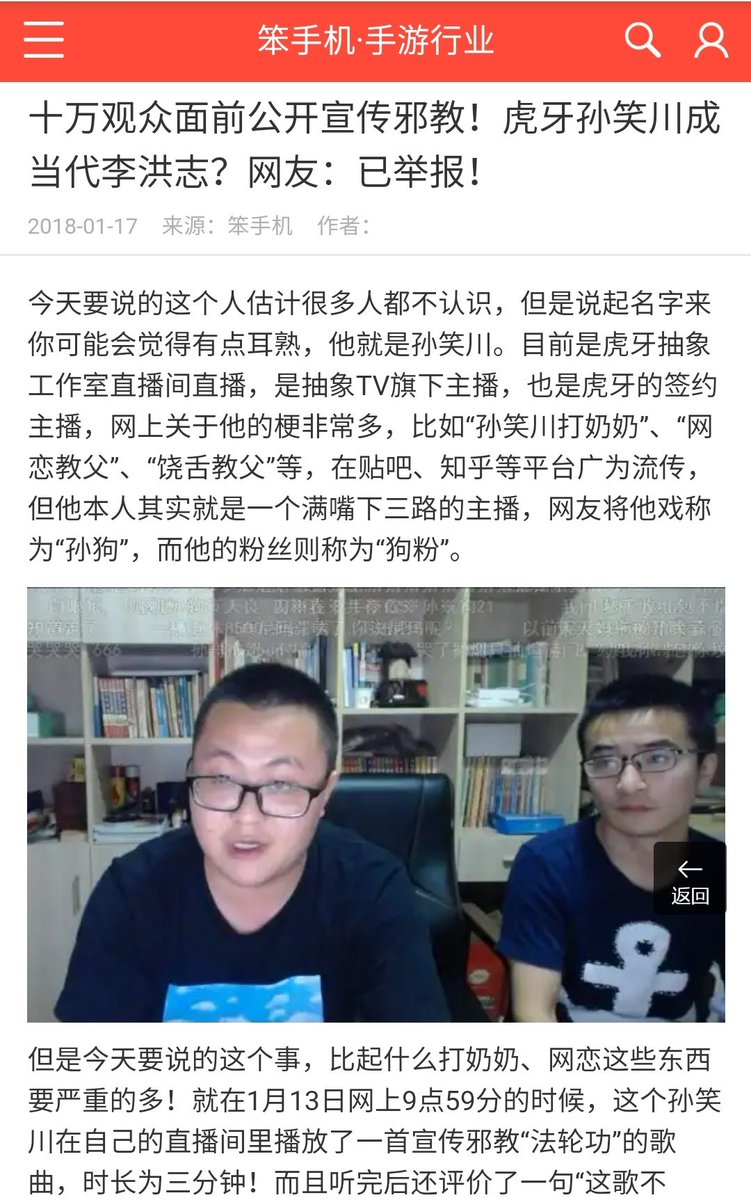 笨手机·手游行业
十万观众面前公开宣传邪教！虎牙孙笑川成
当代李洪志？网友：已举报！
2018-01-17 来源：笨手机 作者：
今天要说的这个人估计很多人都不认识，但是说起名字来
你可能会觉得有点耳熟，他就是孙笑川。目前是虎牙抽象
工作室直播间直播，是抽象TV旗下主播，也是虎牙的签约
主播，网上关于他的梗非常多，比如“孙笑川打奶奶”、“网
恋教父”、“饶舌教父”等，在贴吧、知乎等平台广为流传，
但他本人其实就是一个满嘴下三路的主播，网友将他戏称
为“孙狗”，而他的粉丝则称为“狗粉”。
哭哭哭 666
返回
但是今天要说的这个事，比起什么打奶奶、网恋这些东西
要严重的多！就在1月13日网上9点59分的时候，这个孙笑
川在自己的直播间里播放了一首宣传邪教“法轮功”的歌
曲，时长为三分钟！而且听完后还评价了一句“这歌不